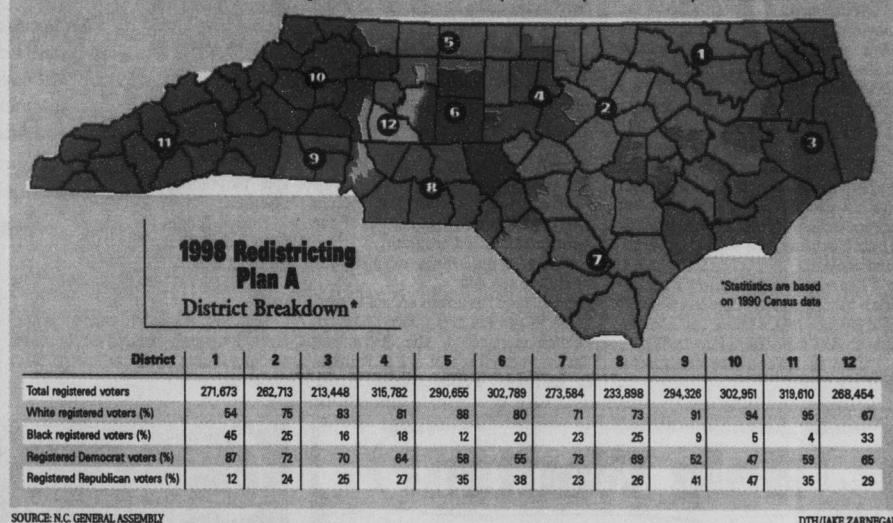 5
1
10
4
2
6
12
11
3
9
8
7
1998 Redistricting
Plan A
District Breakdown*
*Statitistics are based
on 1990 Census data
District 1 2 3 4 5 6 7 8 9 10 11 12
Total registered voters 271,673 262,713 213,448 315,782 290,655 302,789 273,584 233,898 294,326 302,951 319,610 268,454
White registered voters (%) 54 75 83 81 88 80 71 73 91 94 95 67
Black registered voters (%) 45 25 16 18 12 20 23 25 9 5 4 33
Registered Democrat voters (%) 87 72 70 64 58 55 73 69 52 47 59 65
Registered Republican voters (%) 12 24 25 27 35 38 23 26 41 47 35 29
SOURCE: N.C. GENERAL ASSEMBLY
DTH/JAKE